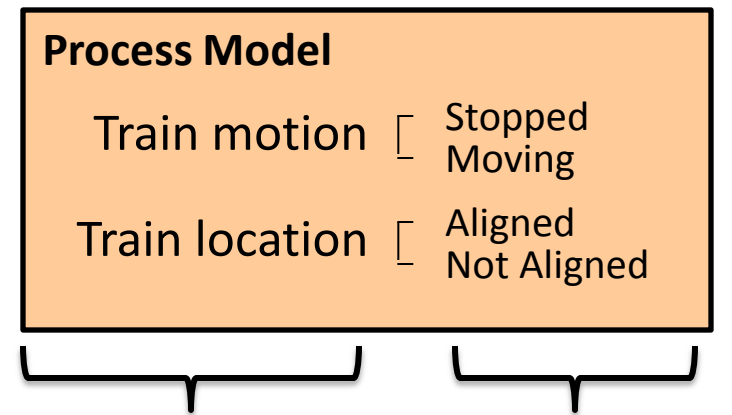 Process Model
Train motion
Stopped
Moving
Train location
Aligned
Not Aligned